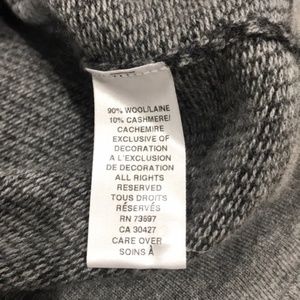 90% WOOL/LAINE
10% CASHMERE/
CACHEMIRE
EXCLUSIVE OF
DECORATION
A L'EXCLUSION
DE DECORATION
ALL RIGHTS
RESERVED
TOUS DROITS
RÉSERVÉS
RN 73597
CA 30427
CARE OVER
SOINS À